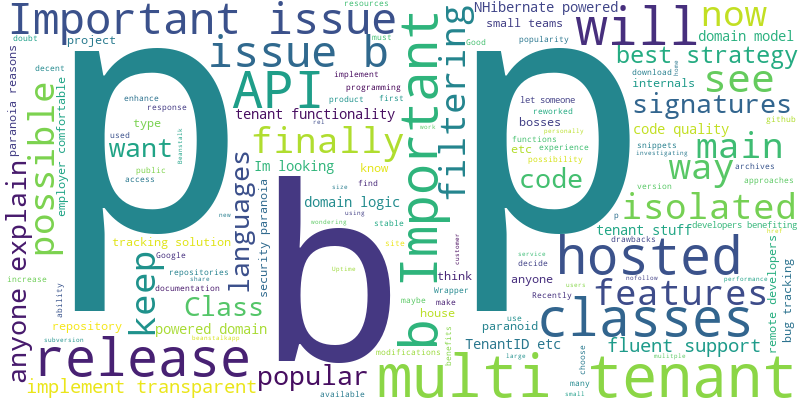 Important issue
issues
resources
NHibernate powered
will
now
doubt
project
issue b
must
small teams
popularity
domain model
decent
API
implement
programming
Good
best strategy
paranoia reasons
employer comfortable
possible
p
enhance
response
type
used
want
public
access
Beanstalk
tenant functionality
product
first
finally
rel
work
Important
filtering
p
let someone
reworked
bosses
functions
personally
etc
experience
possibility
code
see
download
home
internals
signatures
github
code quality
snippets
main
investigating
way
archives
version
approaches
Im looking
know
languages
security paranoia
size
find
domain logic
wondering
using
stable
b
site
p
isolated
developers benefiting
tenant stuff
ncet
new
tracking solution
Google
repositories
share
documentation
keep
Class
customer
think
service
decide
drawbacks
hosted
anyone
nofollow
performance
remote developers
bug tracking
anyone explain
increase
ability
Uptime
Wrapper
make
users
Recently
features
repository
powered domain
beanstalkapp
maybe
house
paranoid
use
classes
subversion
b
modifications
benefits
TenantID etc
large
choose
fluent support
mulitple
release
popular
implement transparent
available
multi tenant
many
small